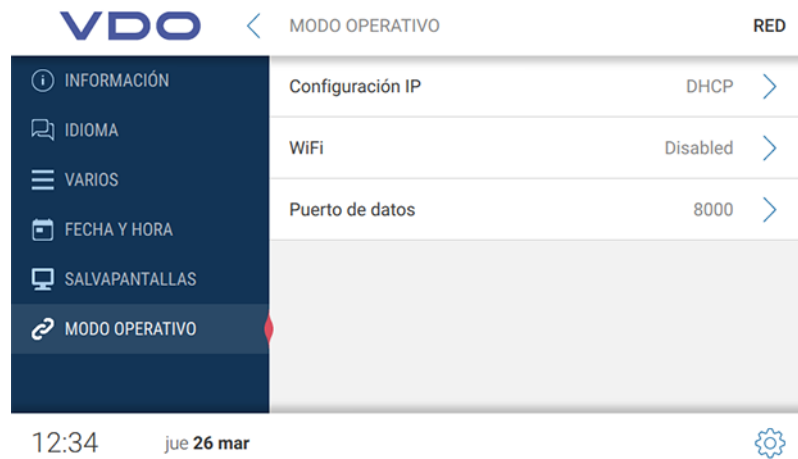 VDO
MODO OPERATIVO
RED
INFORMACIÓN
IDIOMA
VARIOS
FECHA Y HORA
SALVAPANTALLAS
MODO OPERATIVO
Configuración IP
DHCP
WiFi
Disabled
Puerto de datos
8000
12:34
jue 26 mar